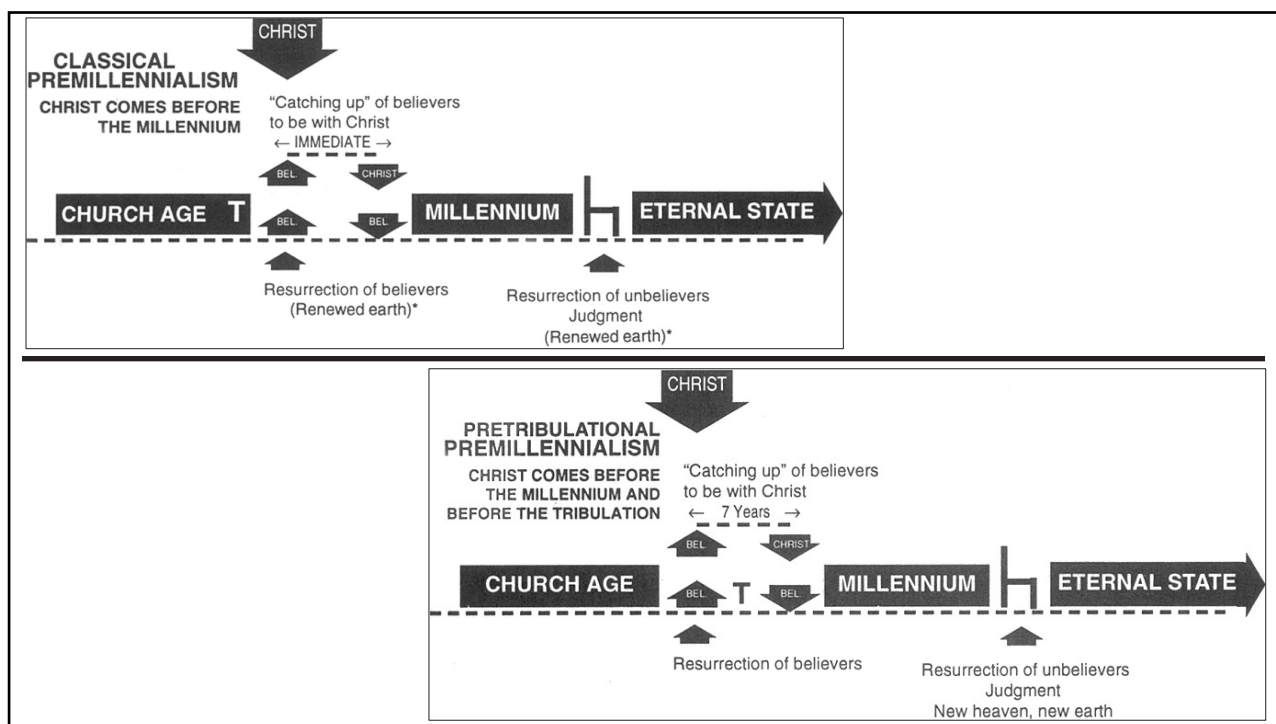 CHRIST
CLASSICAL
PREMILLENNIALISM
CHRIST COMES BEFORE
THE MILLENNIUM
“Catching up” of believers
to be with Christ
← IMMEDIATE →
BEL. CHRIST
CHURCH AGE T BEL. BEL. MILLENNIUM ETERNAL STATE
Resurrection of believers
(Renewed earth)*
Resurrection of unbelievers
Judgment
(Renewed earth)*
CHRIST
PRETRIBULATIONAL
PREMILLENNIALISM
CHRIST COMES BEFORE
THE MILLENNIUM AND
BEFORE THE TRIBULATION
“Catching up” of believers
to be with Christ
← 7 Years →
BEL. CHRIST
CHURCH AGE BEL. T BEL. MILLENNIUM ETERNAL STATE
Resurrection of believers
Resurrection of unbelievers
Judgment
New heaven, new earth